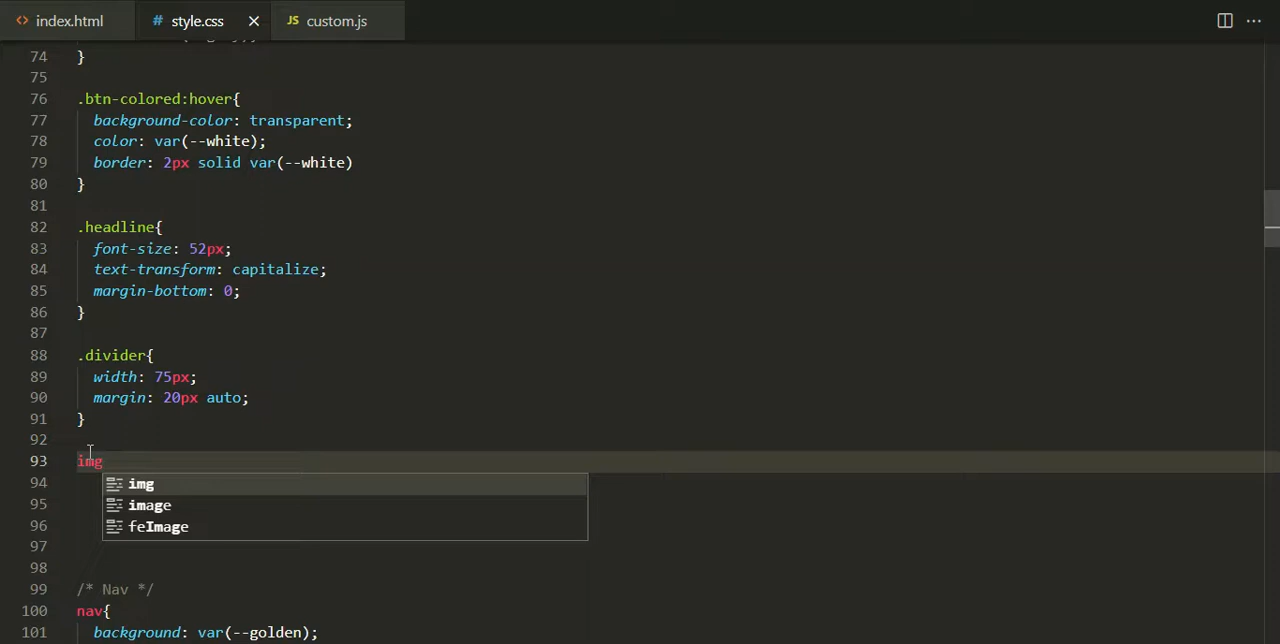 index.html style.css custom.js
74 }
75
76 .btn-colored:hover{
77 background-color: transparent;
78 color: var(--white);
79 border: 2px solid var(--white)
80 }
81
82 .headline{
83 font-size: 52px;
84 text-transform: capitalize;
85 margin-bottom: 0;
86 }
87
88 .divider{
89 width: 75px;
90 margin: 20px auto;
91 }
92
93 img
94 img
95 image
96 feImage
97
98
99 /* Nav */
100 nav{
101 background: var(--golden);